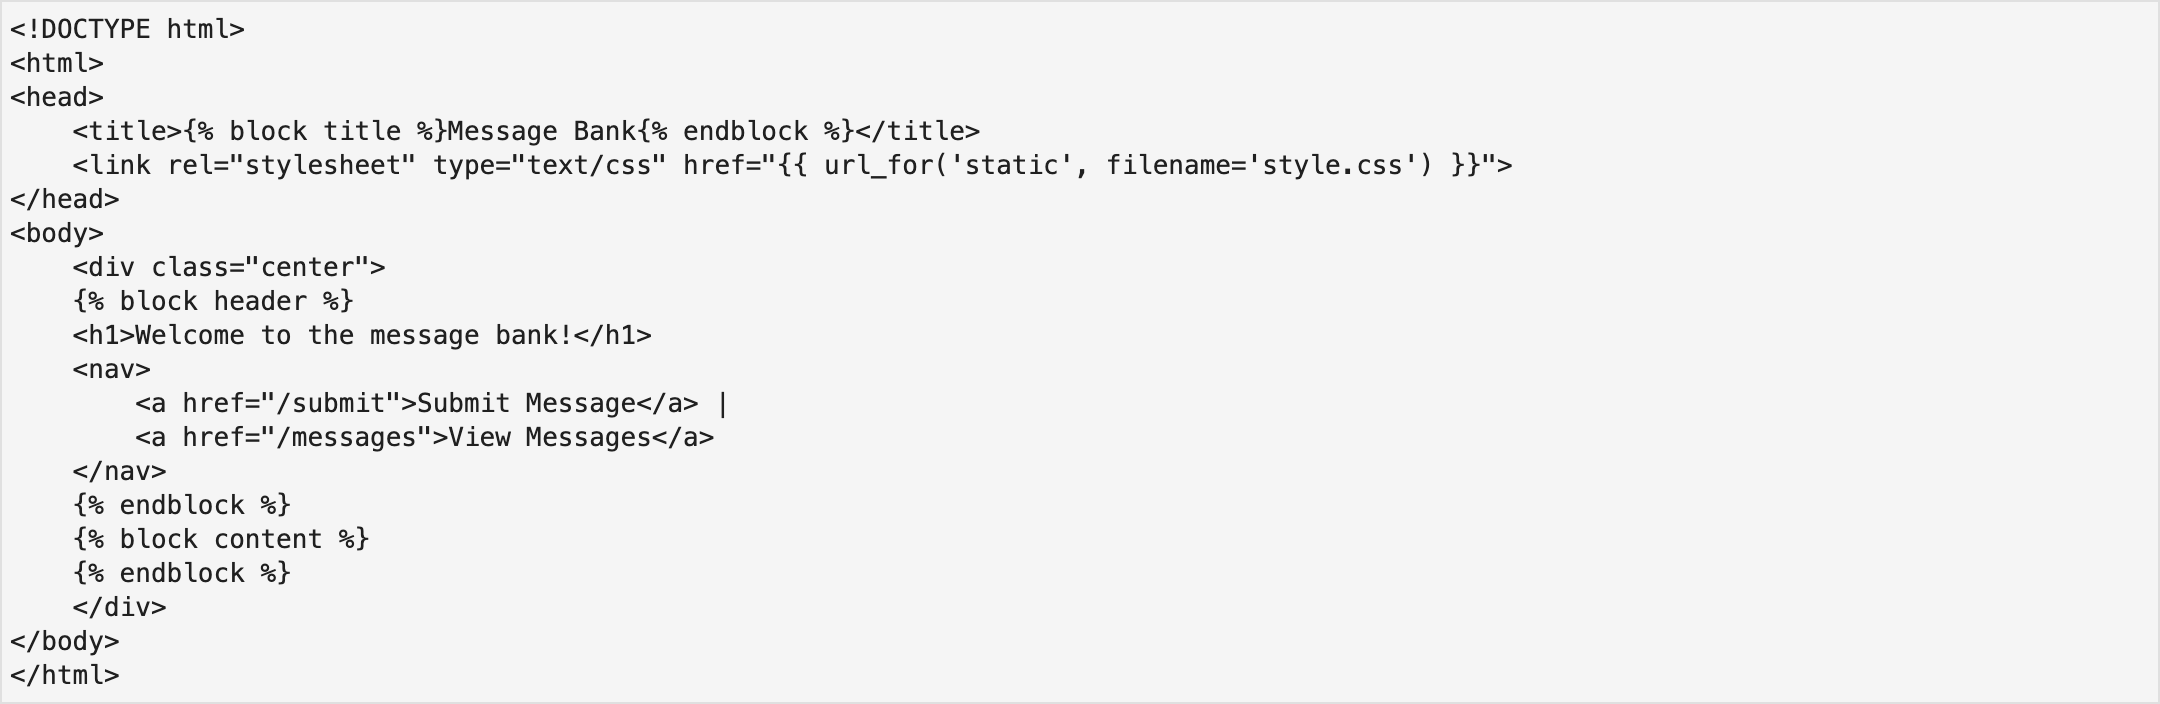 <!DOCTYPE html>
<html>
<head>
    <title>{% block title %}Message Bank{% endblock %}</title>
    <link rel="stylesheet" type="text/css" href="{{ url_for('static', filename='style.css') }}">
</head>
<body>
    <div class="center">
    {% block header %}
    <h1>Welcome to the message bank!</h1>
    <nav>
        <a href="/submit">Submit Message</a> |
        <a href="/messages">View Messages</a>
    </nav>
    {% endblock %}
    {% block content %}
    {% endblock %}
    </div>
</body>
</html>